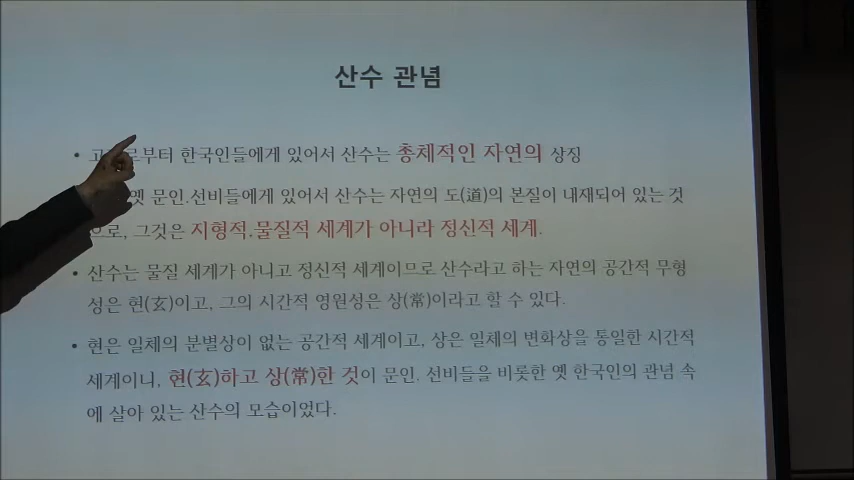 산수 관념
• 로부터 한국인들에게 있어서 산수는 총체적인 자연의 상징
옛 문인.선비들에게 있어서 산수는 자연의 도(道)의 본질이 내재되어 있는 것
으로, 그것은 지형적.물질적 세계가 아니라 정신적 세계.
• 산수는 물질 세계가 아니고 정신적 세계이므로 산수라고 하는 자연의 공간적 무형
성은 현(玄)이고, 그의 시간적 영원성은 상(常)이라고 할 수 있다.
• 현은 일체의 분별상이 없는 공간적 세계이고, 상은 일체의 변화상을 통일한 시간적
세계이니, 현(玄)하고 상(常)한 것이 문인. 선비들을 비롯한 옛 한국인의 관념 속
에 살아 있는 산수의 모습이었다.